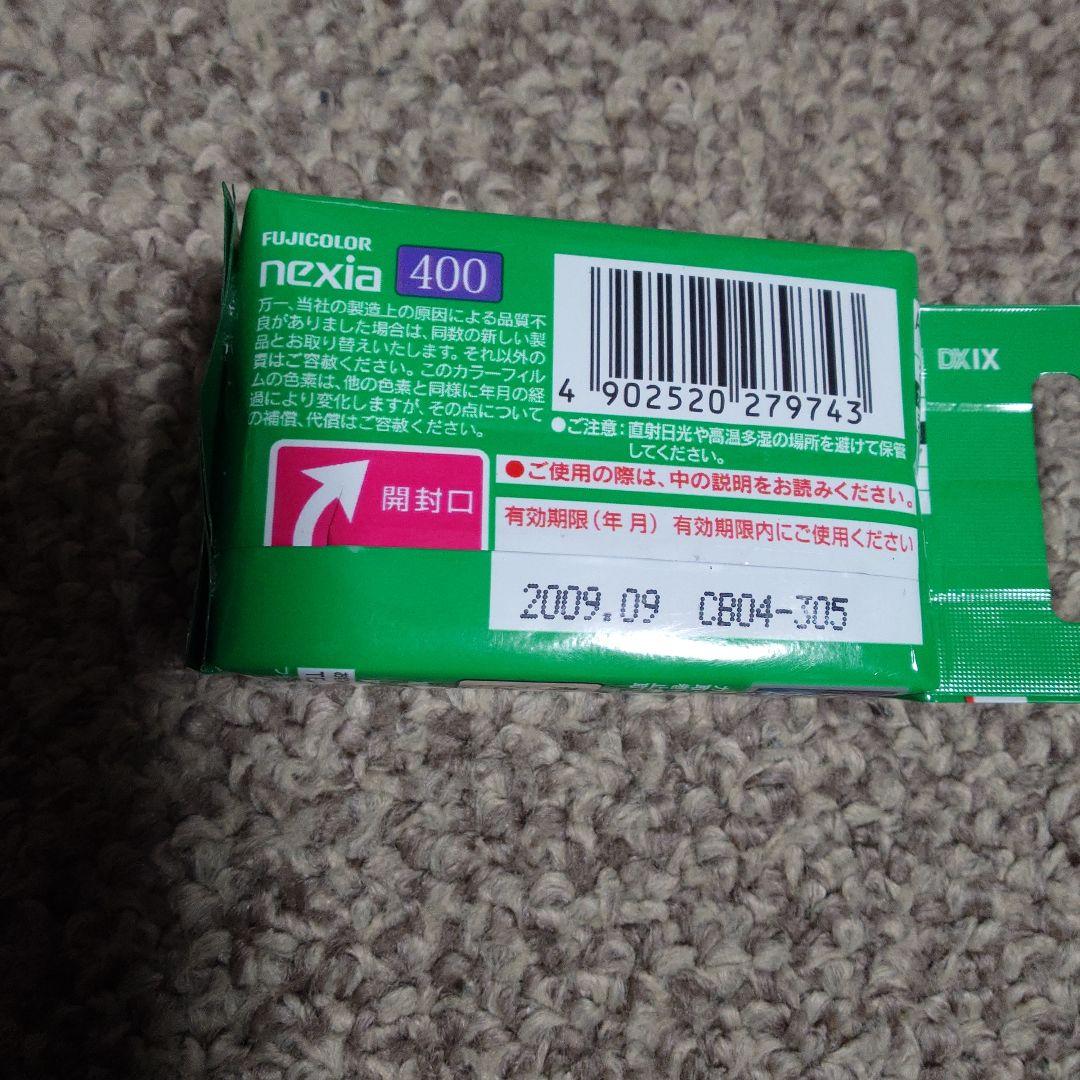 FUJICOLOR
nexia 400
万一、当社の製造上の原因による品質不
良がありました場合は、同数の新しい製
品とお取り替えいたします。それ以外の
責はご容赦ください。このカラーフィル
ムの色素は、他の色素と同様に年月の経
過により変化しますが、その点について
の補償、代償はご容赦ください。
開封口
4 902520 279743
●ご注意:直射日光や高温多湿の場所を避けて保管
してください。
●ご使用の際は、中の説明をお読みください。
有効期限(年月) 有効期限内にご使用ください
2009.09 CB04-305
DX IX